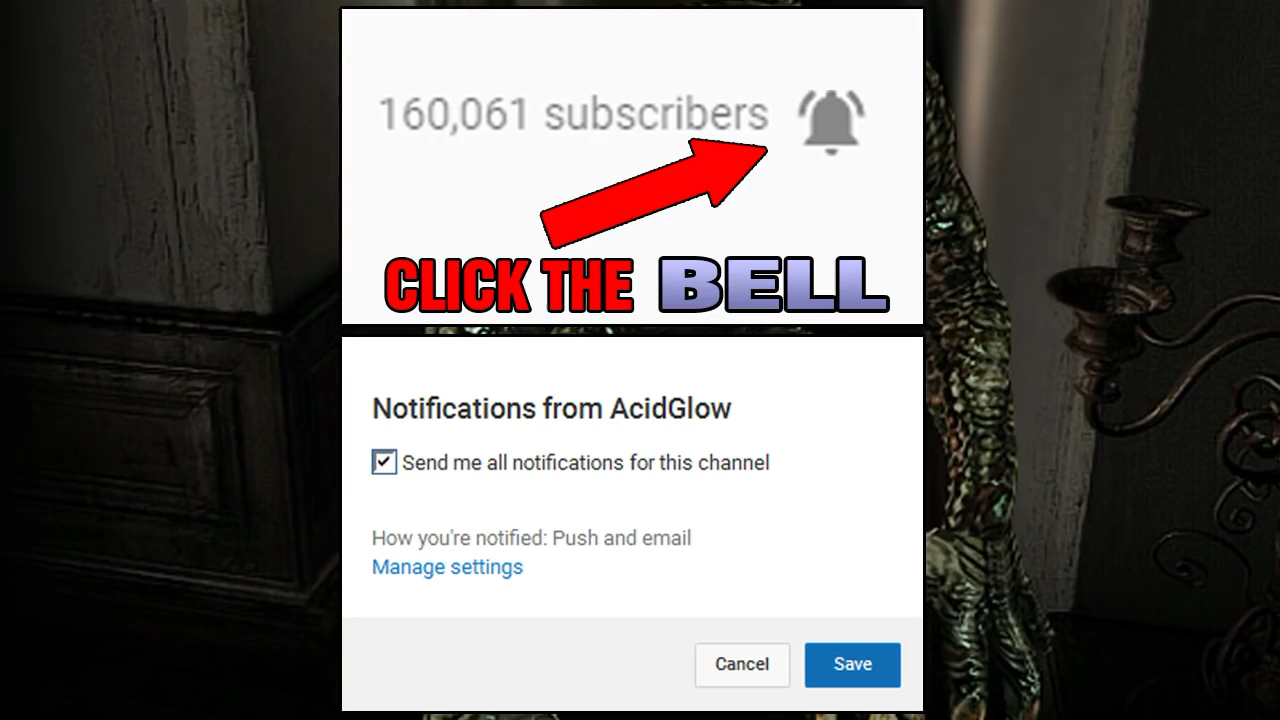 160,061 subscribers
CLICK THE BELL
Notifications from AcidGlow
Send me all notifications for this channel
How you're notified: Push and email
Manage settings
Cancel Save